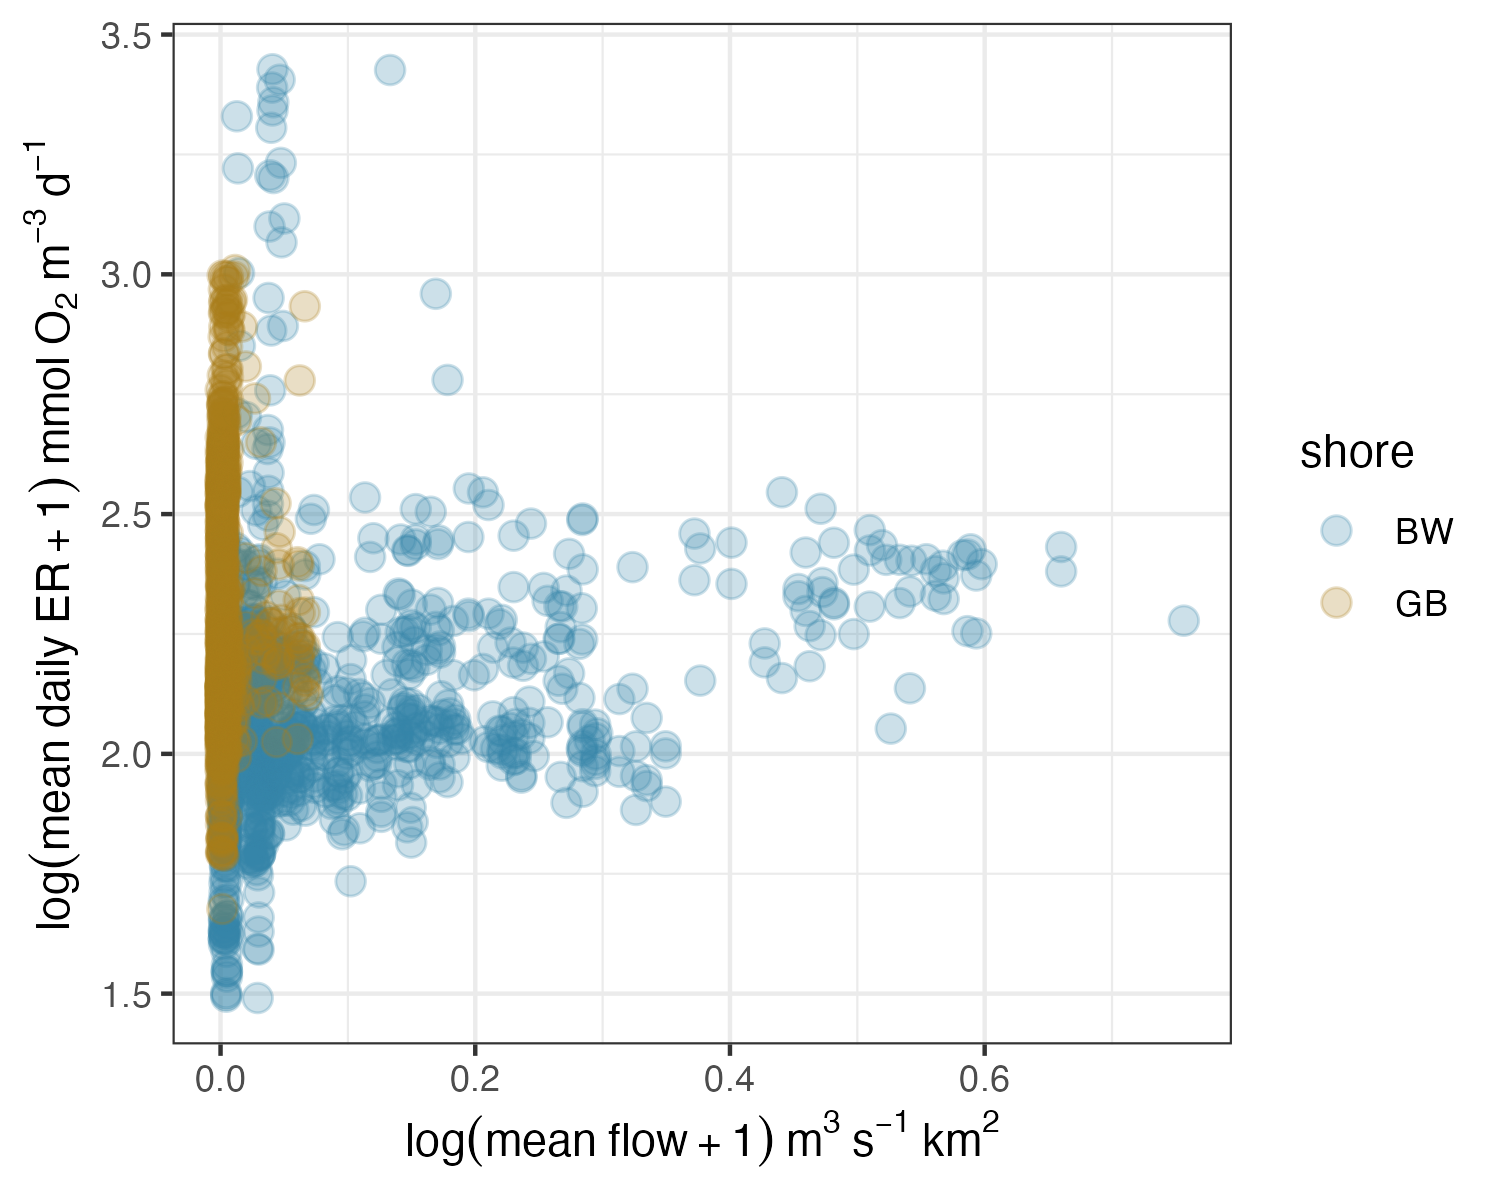 3.5
3.0
2.5
2.0
1.5
log(mean daily ER + 1) mmol O₂ m⁻³ d⁻¹
0.0 0.2 0.4 0.6
log(mean flow + 1) m³ s⁻¹ km²
shore
BW
GB